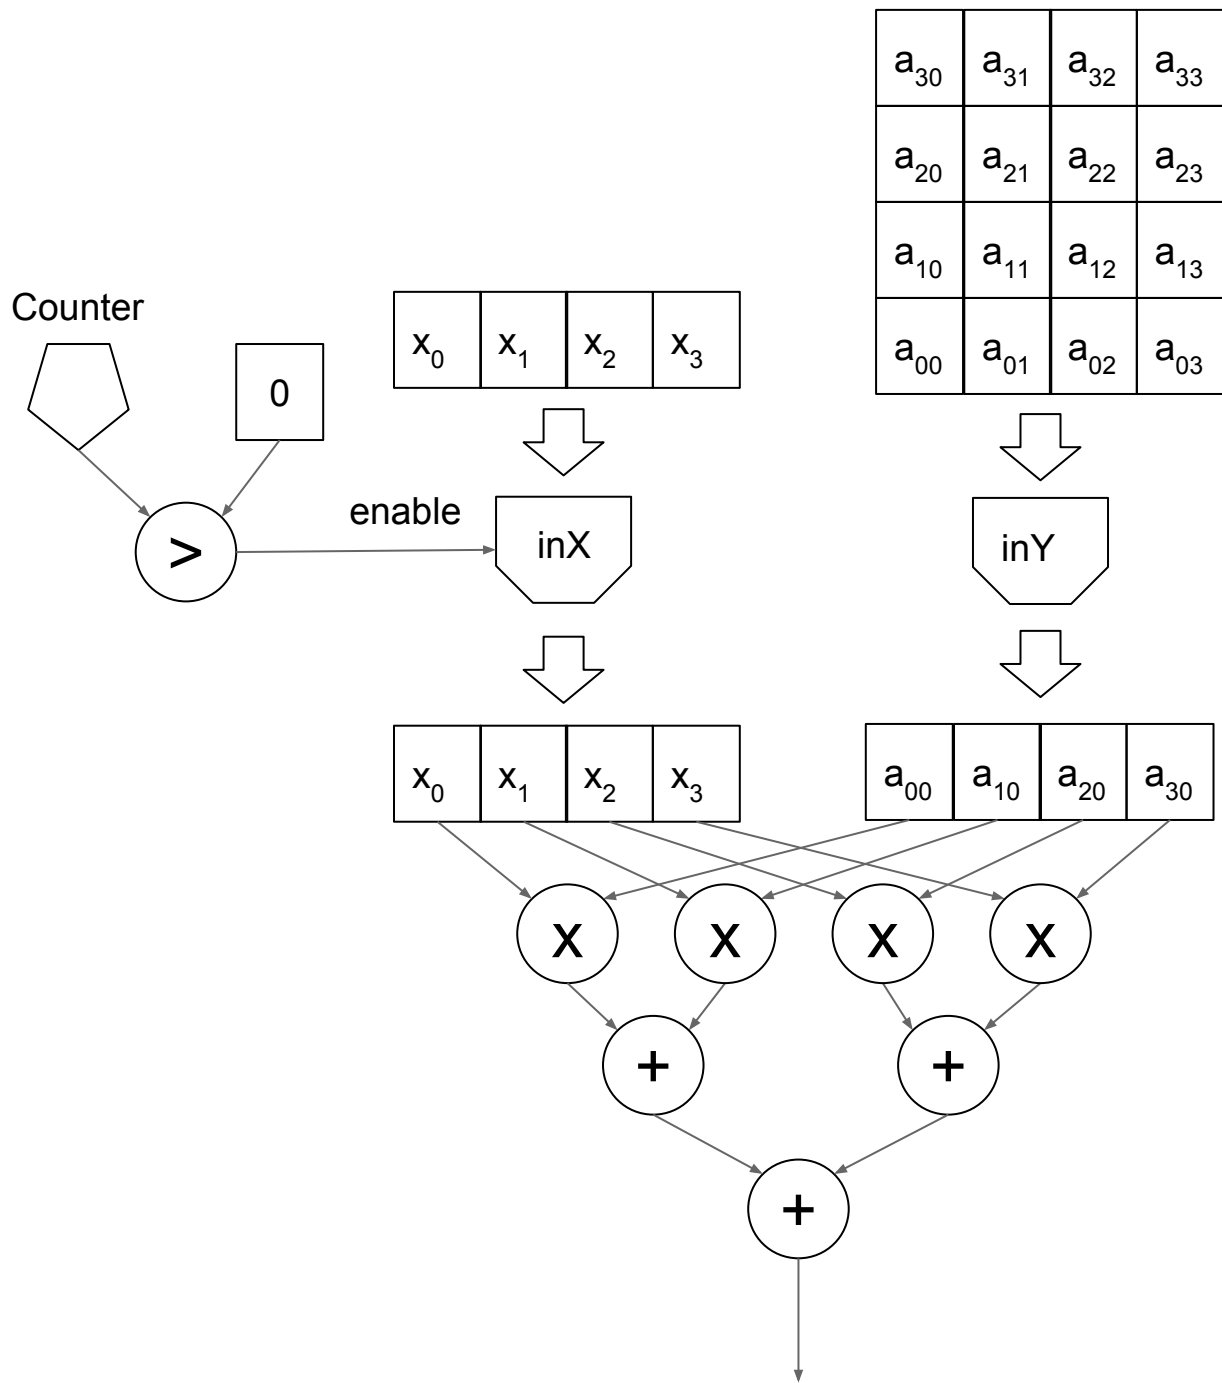 a30 a31 a32 a33
a20 a21 a22 a23
a10 a11 a12 a13
a00 a01 a02 a03
Counter
0
x0 x1 x2 x3
>
enable
inX
inY
x0 x1 x2 x3
a00 a10 a20 a30
x x x x
+ +
+